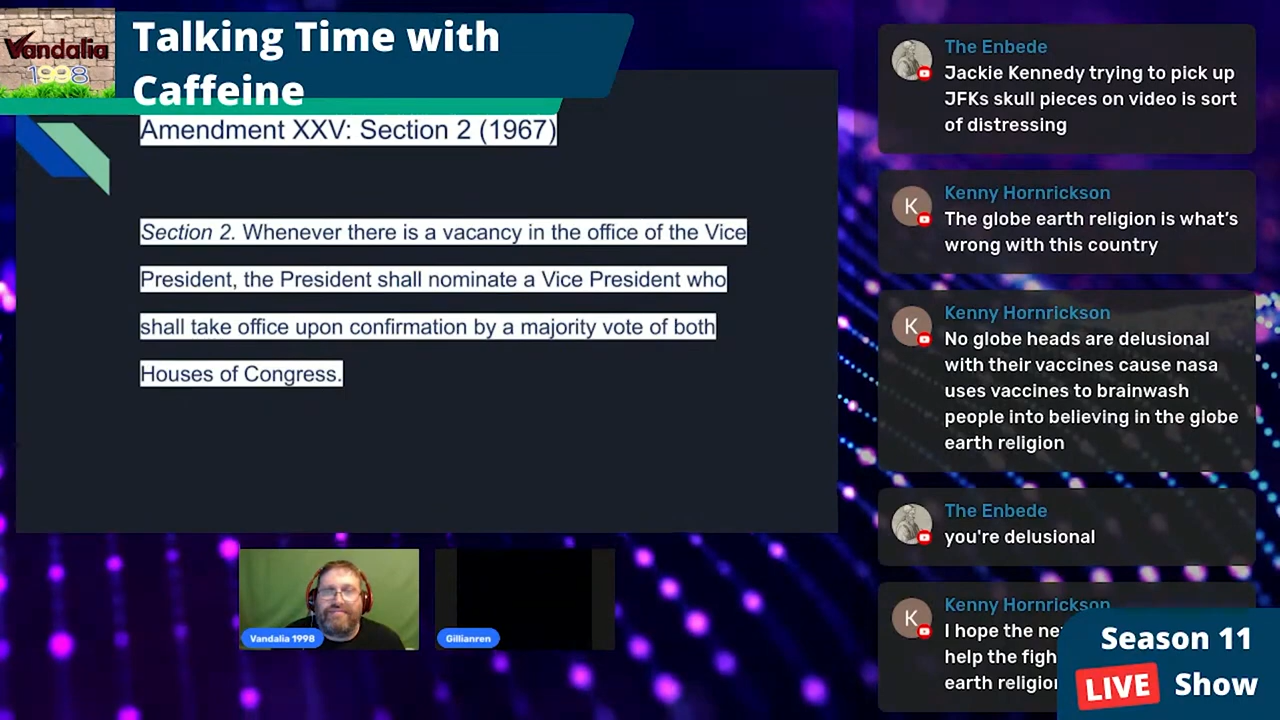 Vandalia
1998
Talking Time with
Caffeine
Amendment XXV: Section 2 (1967)
Section 2. Whenever there is a vacancy in the office of the Vice
President, the President shall nominate a Vice President who
shall take office upon confirmation by a majority vote of both
Houses of Congress.
Vandalia 1998
Gillianren
The Enbede
Jackie Kennedy trying to pick up
JFKs skull pieces on video is sort
of distressing
K
Kenny Hornrickson
The globe earth religion is what's
wrong with this country
K
Kenny Hornrickson
No globe heads are delusional
with their vaccines cause nasa
uses vaccines to brainwash
people into believing in the globe
earth religion
The Enbede
you're delusional
K
Kenny Hornrickson
I hope the
help the
earth
Season 11
LIVE Show